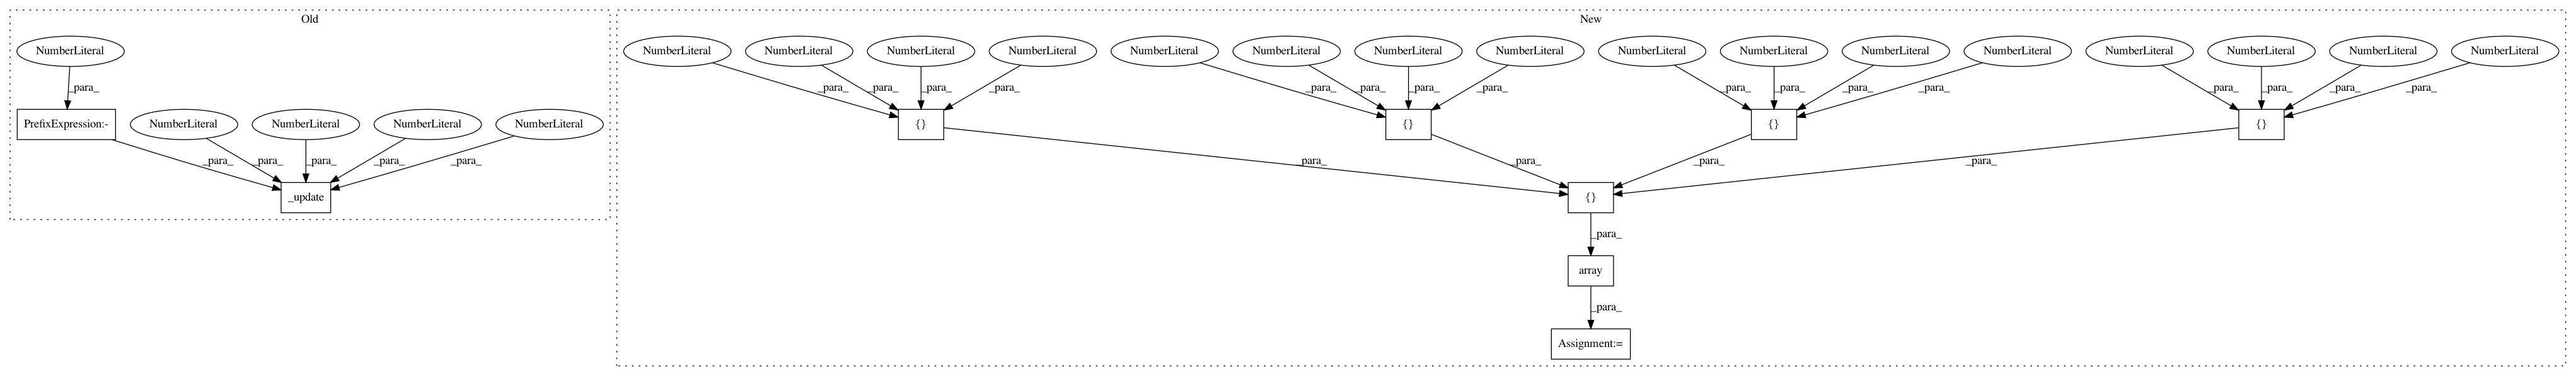 Old
New
NumberLiteral
NumberLiteral NumberLiteral NumberLiteral NumberLiteral NumberLiteral NumberLiteral NumberLiteral NumberLiteral NumberLiteral NumberLiteral NumberLiteral NumberLiteral NumberLiteral NumberLiteral NumberLiteral NumberLiteral
_para_
_para_ _para_ _para_ _para_ _para_ _para_ _para_ _para_ _para_ _para_ _para_ _para_ _para_ _para_ _para_ _para_
PrefixExpression:- NumberLiteral NumberLiteral NumberLiteral NumberLiteral
{} {} {} {}
_para_ _para_ _para_ _para_ _para_
_para_ _para_ _para_ _para_
_update
{}
_para_
array
_para_
Assignment:=